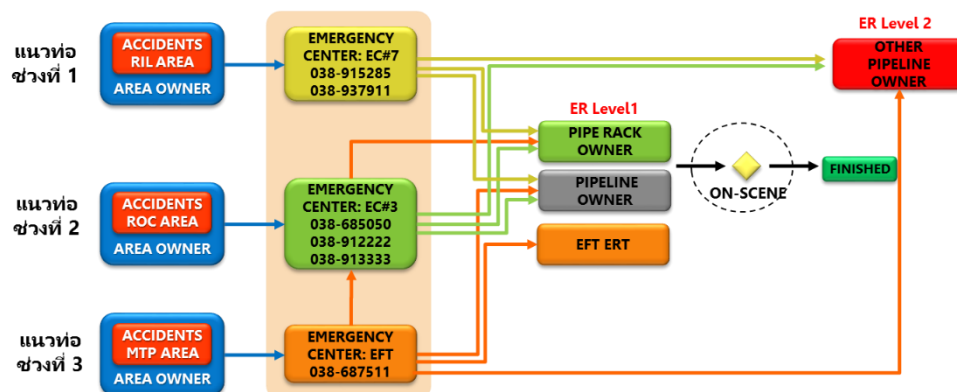 ER Level 2
แนวท่อ
ช่วงที่ 1
ACCIDENTS
RIL AREA
AREA OWNER
EMERGENCY
CENTER: EC#7
038-915285
038-937911
OTHER
PIPELINE
OWNER
ER Level1
PIPE RACK
OWNER
ON-SCENE
FINISHED
แนวท่อ
ช่วงที่ 2
ACCIDENTS
ROC AREA
AREA OWNER
EMERGENCY
CENTER: EC#3
038-685050
038-912222
038-913333
PIPELINE
OWNER
EFT ERT
แนวท่อ
ช่วงที่ 3
ACCIDENTS
MTP AREA
AREA OWNER
EMERGENCY
CENTER: EFT
038-687511